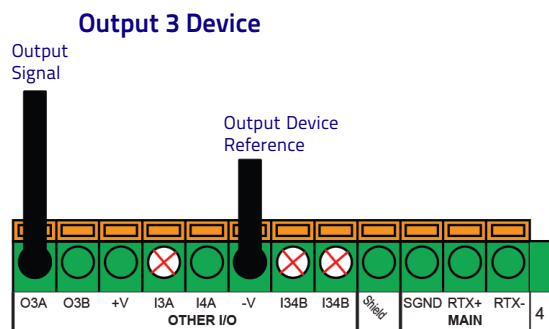 Output 3 Device
Output
Signal
Output Device
Reference
O3A O3B +V I3A I4A -V I34B I34B Shield SGND RTX+ RTX-
OTHER I/O MAIN 4